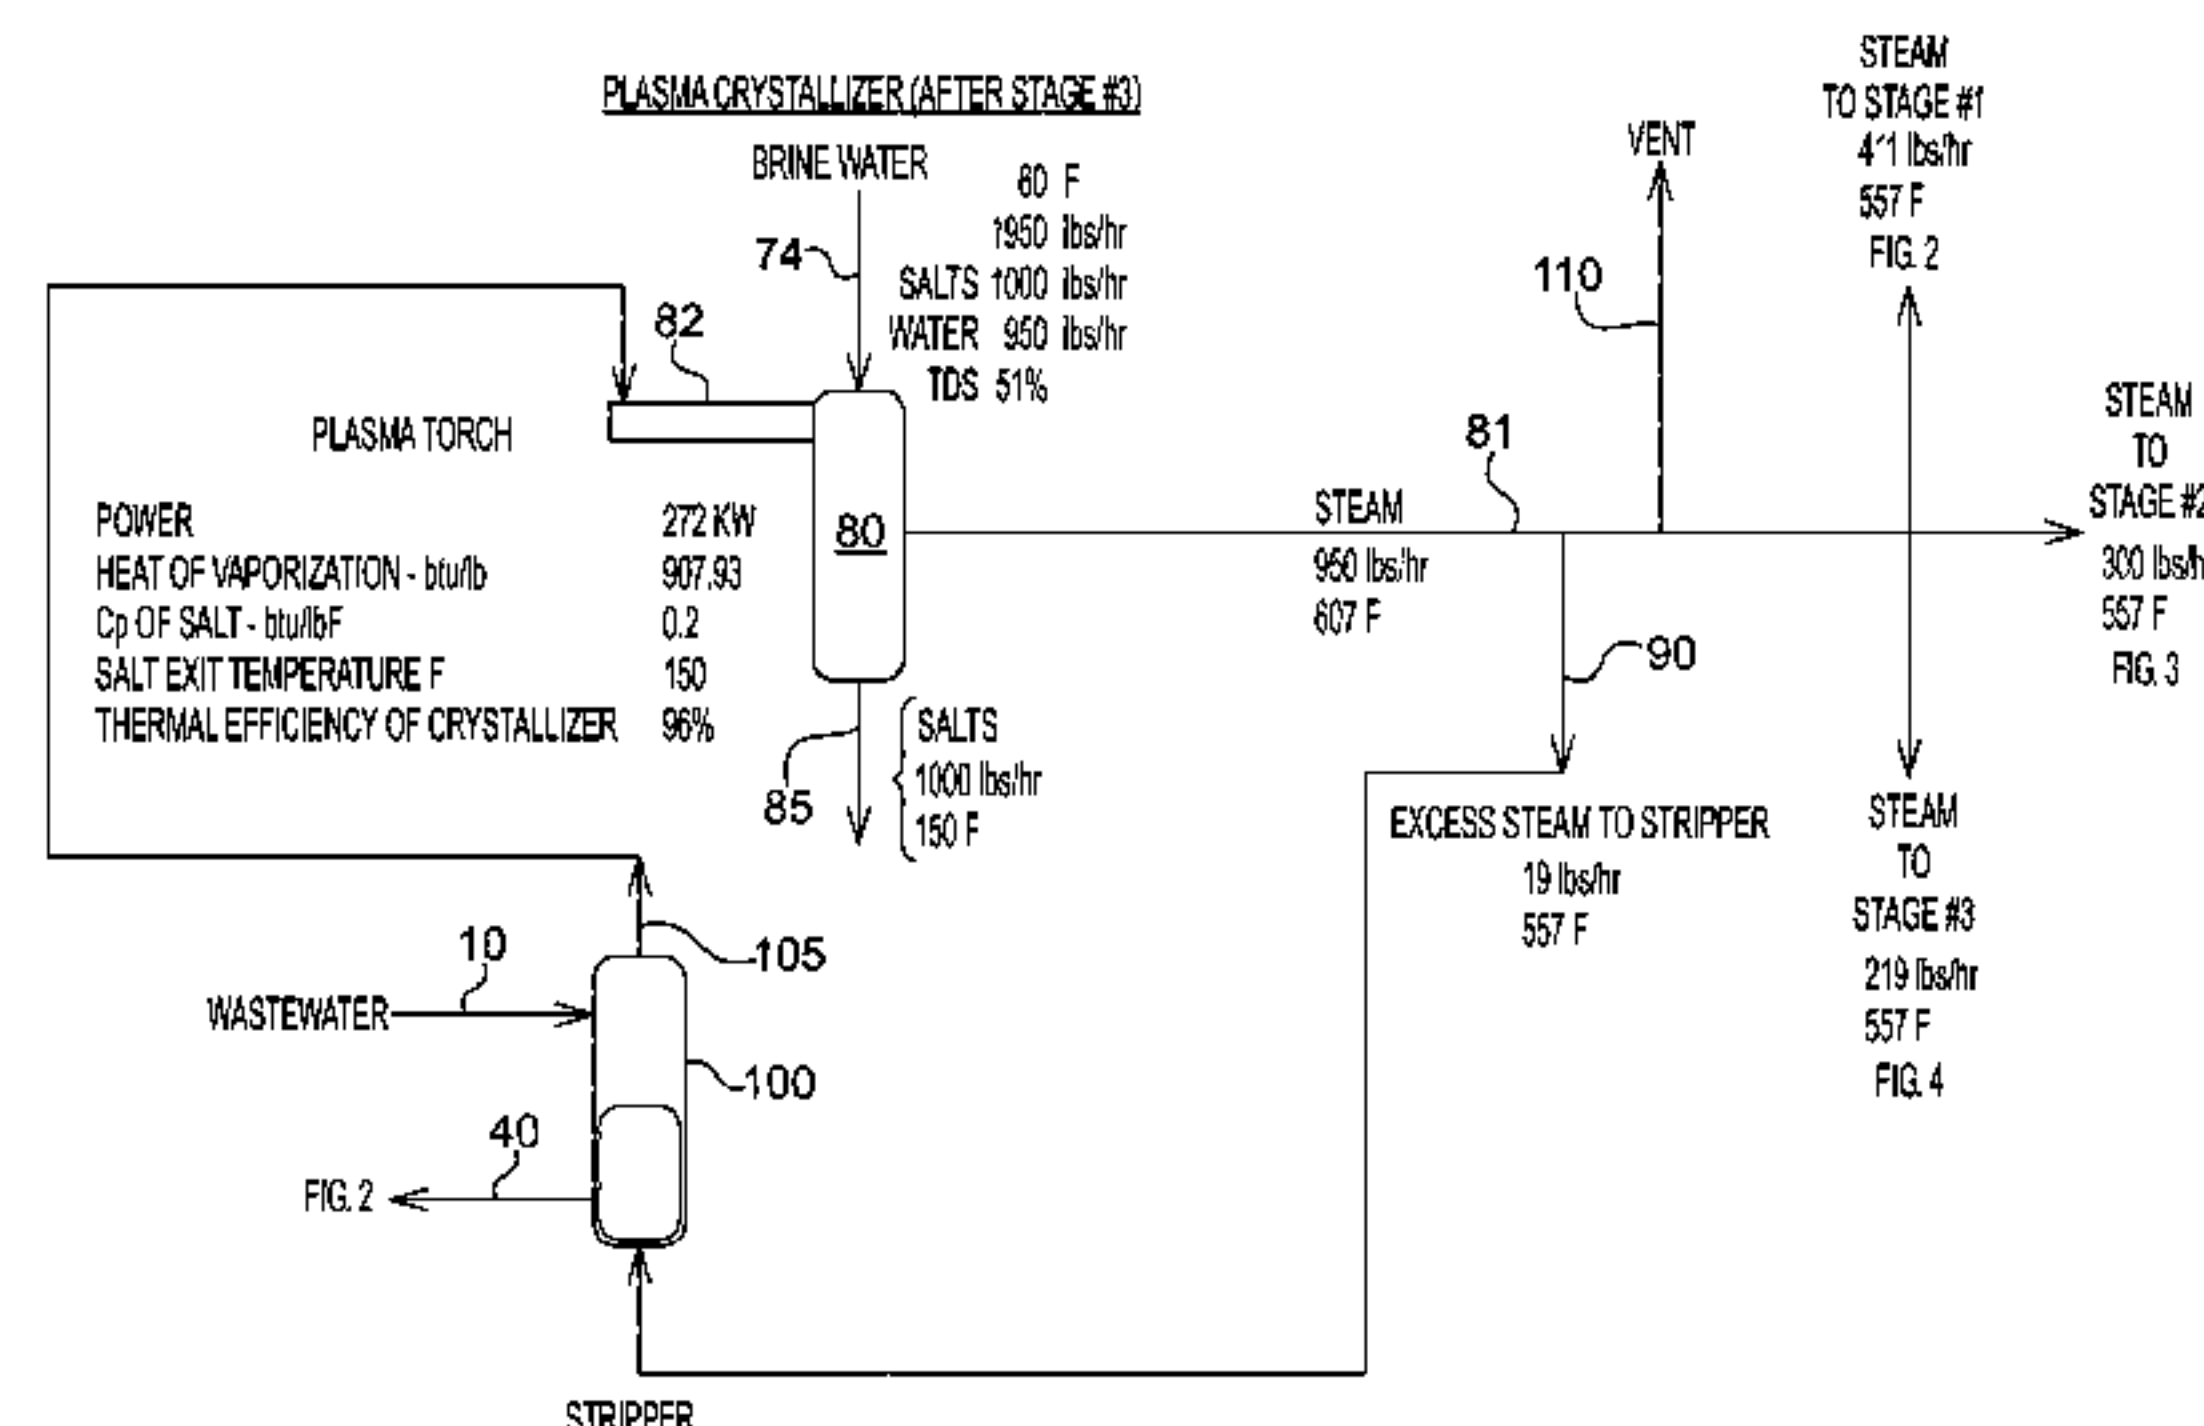 PLASMA CRYSTALLIZER (AFTER STAGE #3)
BRINE WATER
60 F
1950 lbs/hr
SALTS 1000 lbs/hr
WATER 950 lbs/hr
TDS 51%
74
82
PLASMA TORCH
POWER 272 KW
HEAT OF VAPORIZATION - btu/lb 907.93
Cp OF SALT - btu/lbF 0.2
SALT EXIT TEMPERATURE F 150
THERMAL EFFICIENCY OF CRYSTALLIZER 96%
80
85
SALTS
1000 lbs/hr
150 F
STEAM
950 lbs/hr
607 F
81
VENT
110
STEAM
TO STAGE #1
411 lbs/hr
557 F
FIG. 2
STEAM
TO
STAGE #2
300 lbs/h
557 F
FIG. 3
90
EXCESS STEAM TO STRIPPER
19 lbs/hr
557 F
STEAM
TO
STAGE #3
219 lbs/hr
557 F
FIG. 4
105
10
WASTEWATER
100
40
FIG. 2
STRIPPER